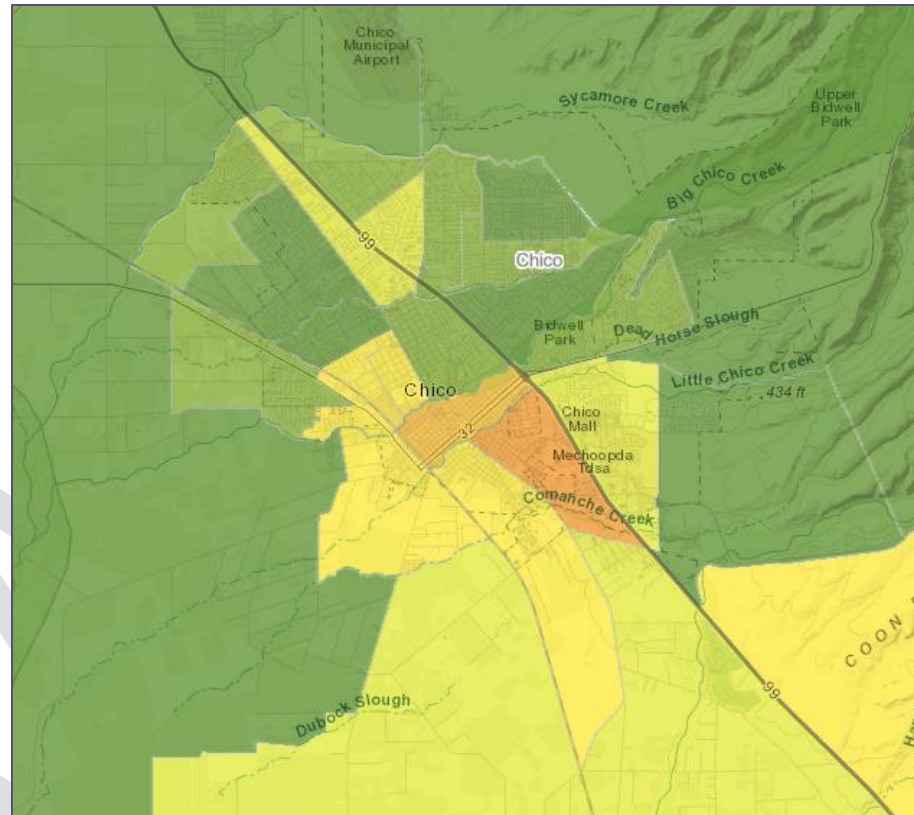 Chico
Municipal
Airport
Sycamore Creek
Upper
Bidwell
Park
Big Chico Creek
99
Chico
Bidwell
Park
Dead Horse Slough
Little Chico Creek
Chico
434 ft
32
Chico
Mall
Mechoopda
Tdsa
Comanche Creek
COON
99
Dubock Slough